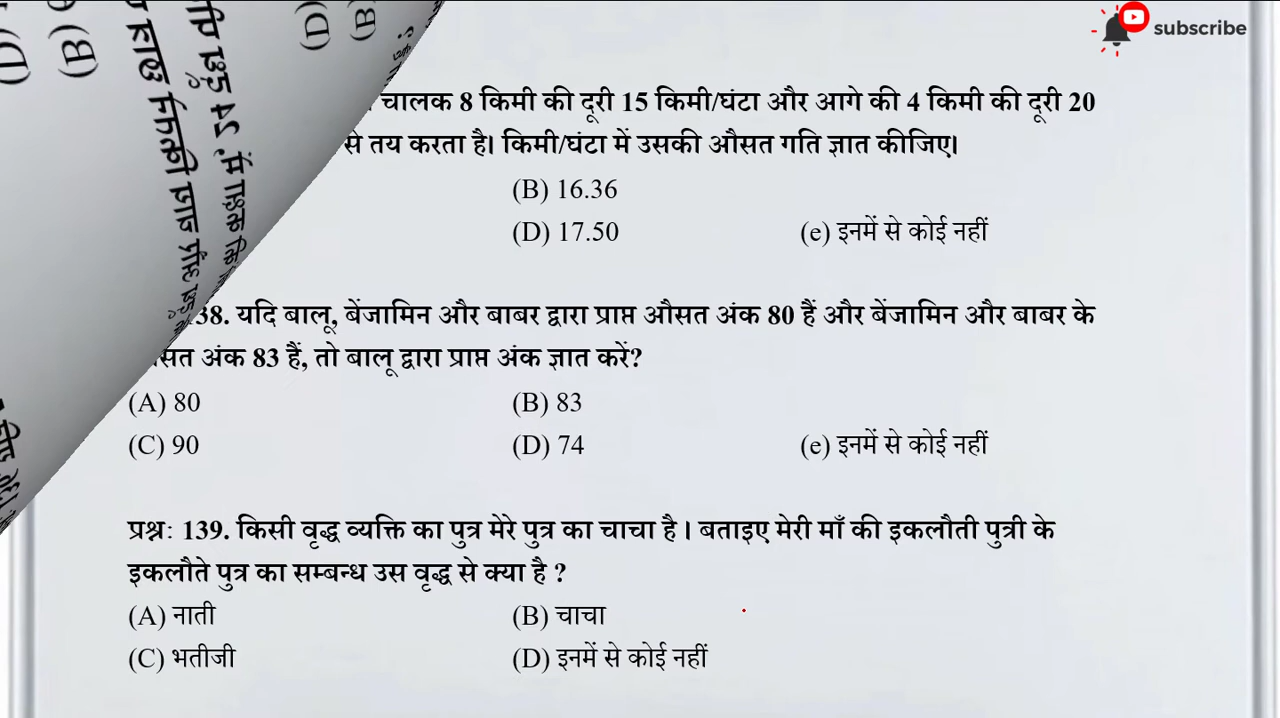 subscribe
चालक 8 किमी की दूरी 15 किमी/घंटा और आगे की 4 किमी की दूरी 20
से तय करता है। किमी/घंटा में उसकी औसत गति ज्ञात कीजिए।
(B) 16.36
(D) 17.50 (e) इनमें से कोई नहीं
38. यदि बालू, बेंजामिन और बाबर द्वारा प्राप्त औसत अंक 80 हैं और बेंजामिन और बाबर के
अंक 83 हैं, तो बालू द्वारा प्राप्त अंक ज्ञात करें?
(A) 80 (B) 83
(C) 90 (D) 74 (e) इनमें से कोई नहीं
प्रश्न: 139. किसी वृद्ध व्यक्ति का पुत्र मेरे पुत्र का चाचा है । बताइए मेरी माँ की इकलौती पुत्री के
इकलौते पुत्र का सम्बन्ध उस वृद्ध से क्या है ?
(A) नाती (B) चाचा
(C) भतीजी (D) इनमें से कोई नहीं
(D)
(B)
(D)
(B)